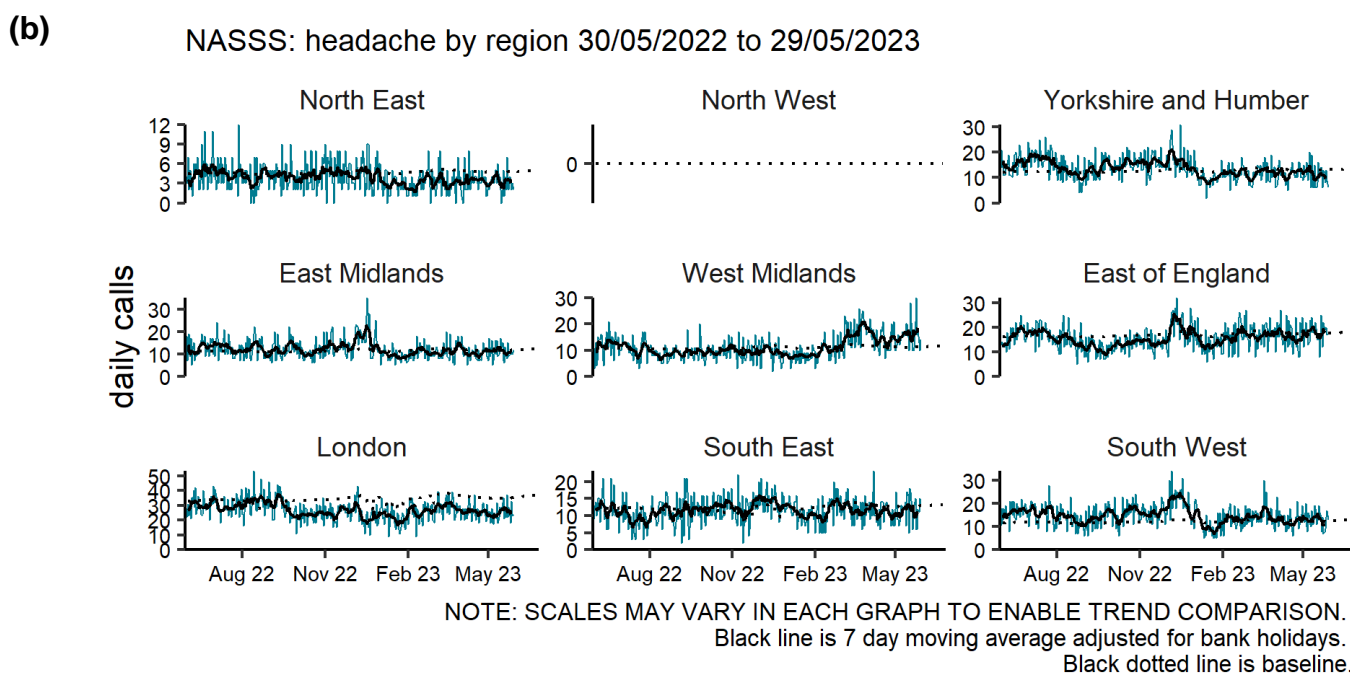 (b)
NASSS: headache by region 30/05/2022 to 29/05/2023
North East
North West
Yorkshire and Humber
12
9
6
3
0
0
30
20
10
0
daily calls
East Midlands
West Midlands
East of England
30
20
10
0
30
20
10
0
30
20
10
0
London
South East
South West
50
40
30
20
10
0
20
15
10
5
0
30
20
10
0
Aug 22 Nov 22 Feb 23 May 23
Aug 22 Nov 22 Feb 23 May 23
Aug 22 Nov 22 Feb 23 May 23
NOTE: SCALES MAY VARY IN EACH GRAPH TO ENABLE TREND COMPARISON.
Black line is 7 day moving average adjusted for bank holidays.
Black dotted line is baseline.